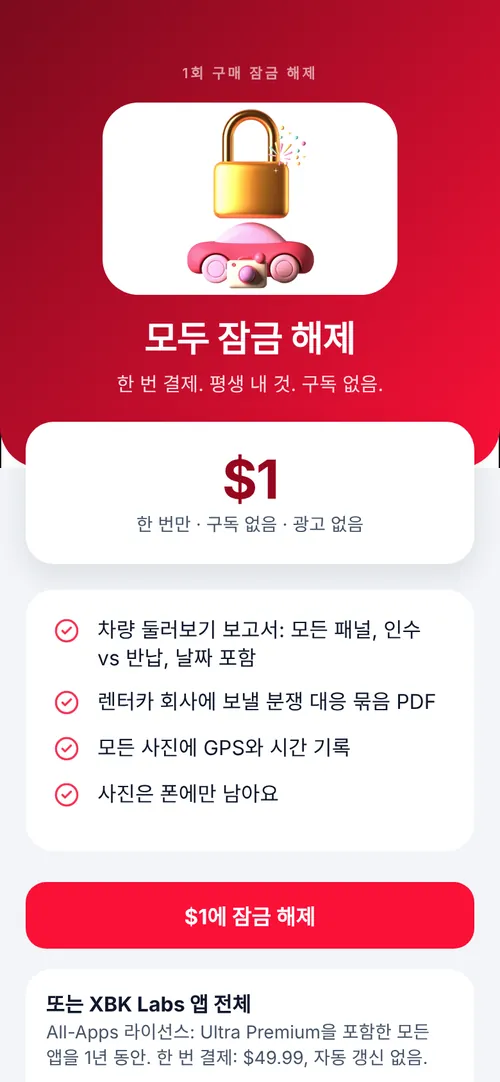 1회 구매 잠금 해제
모두 잠금 해제
한 번 결제. 평생 내 것. 구독 없음.
$1
한 번만 · 구독 없음 · 광고 없음
차량 둘러보기 보고서: 모든 패널, 인수
vs 반납, 날짜 포함
렌터카 회사에 보낼 분쟁 대응 묶음 PDF
모든 사진에 GPS와 시간 기록
사진은 폰에만 남아요
$1에 잠금 해제
또는 XBK Labs 앱 전체
All-Apps 라이선스: Ultra Premium을 포함한 모든
앱을 1년 동안. 한 번 결제: $49.99, 자동 갱신 없음.